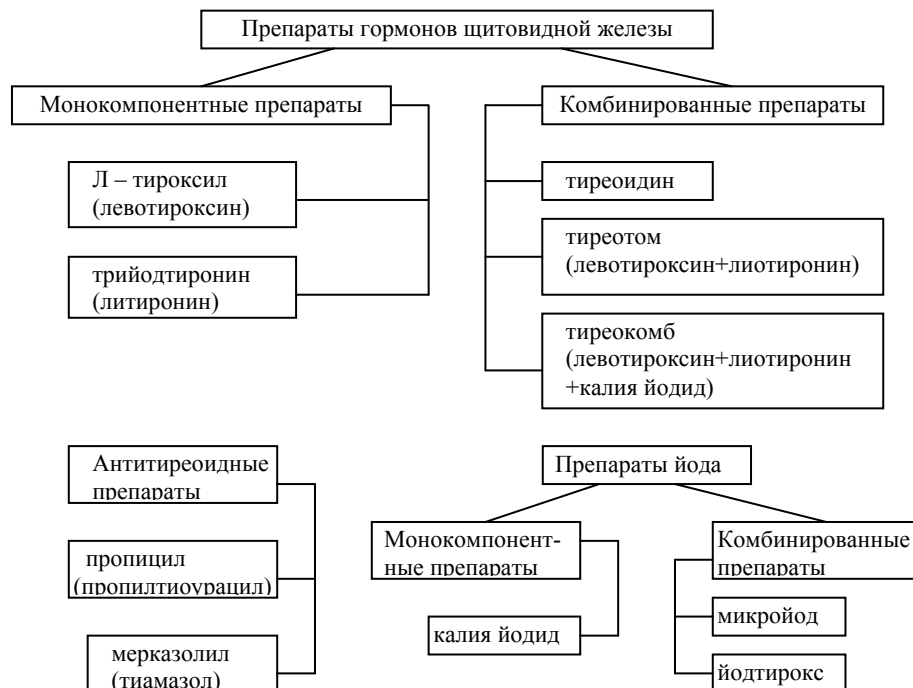 Препараты гормонов щитовидной железы
Монокомпонентные препараты
Комбинированные препараты
Л – тироксил
(левотироксин)
трийодтиронин
(литиронин)
тиреоидин
тиреотом
(левотироксин+лиотиронин)
тиреокомб
(левотироксин+лиотиронин
+калия йодид)
Антитиреоидные
препараты
пропицил
(пропилтиоурацил)
мерказолил
(тиамазол)
Препараты йода
Монокомпонент-
ные препараты
калия йодид
Комбинированные
препараты
микройод
йодтирокс